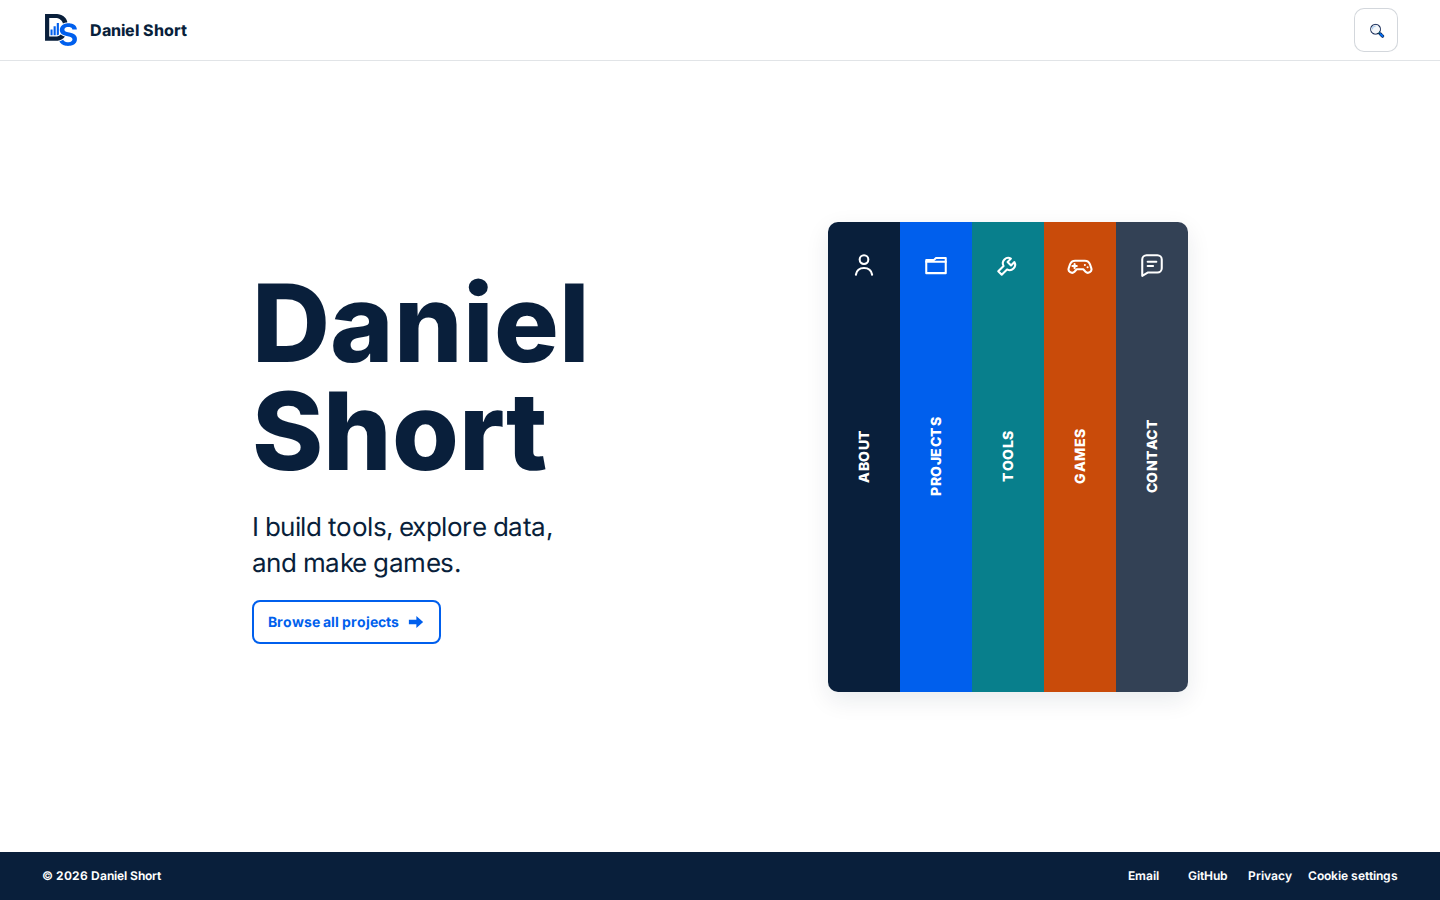 DS
Daniel Short
Daniel
Short
I build tools, explore data,
and make games.
Browse all projects
ABOUT
PROJECTS
TOOLS
GAMES
CONTACT
© 2026 Daniel Short
Email
GitHub
Privacy
Cookie settings